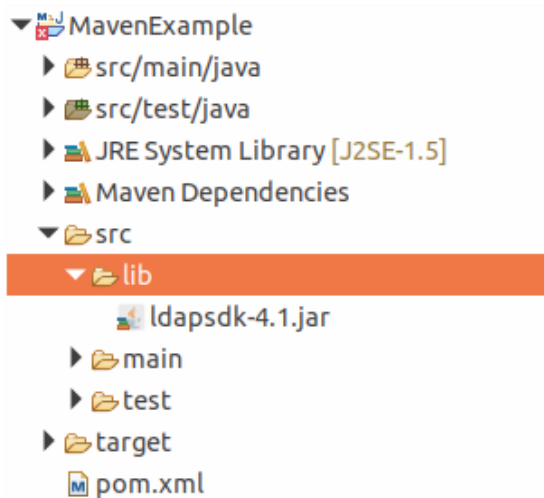 MavenExample
src/main/java
src/test/java
JRE System Library [J2SE-1.5]
Maven Dependencies
src
lib
ldapsdk-4.1.jar
main
test
target
pom.xml